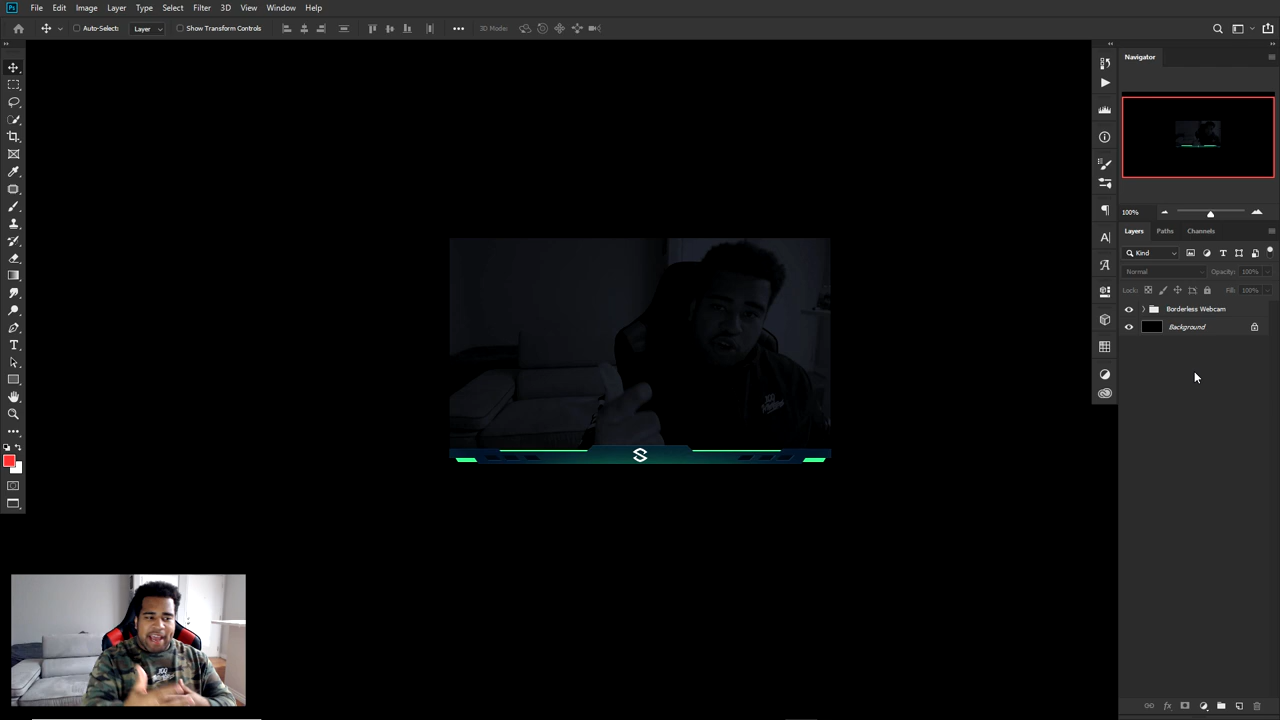 Ps File Edit Image Layer Type Select Filter 3D View Window Help
Auto-Select: Layer Show Transform Controls 3D Mode:
Navigator
100%
Layers Paths Channels
Kind
Normal Opacity: 100%
Lock: Fill: 100%
Borderless Webcam
Background